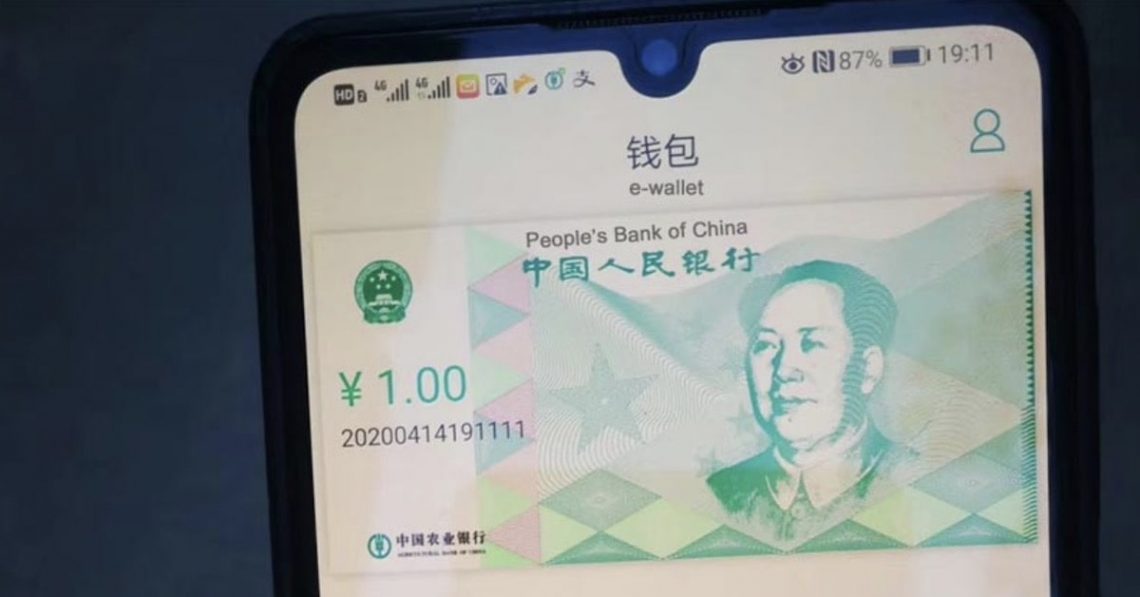 HD 2 4G 4G 87% 19:11
钱包
e-wallet
People's Bank of China
中国人民银行
¥ 1.00
20200414191111
中国农业银行
AGRICULTURAL BANK OF CHINA